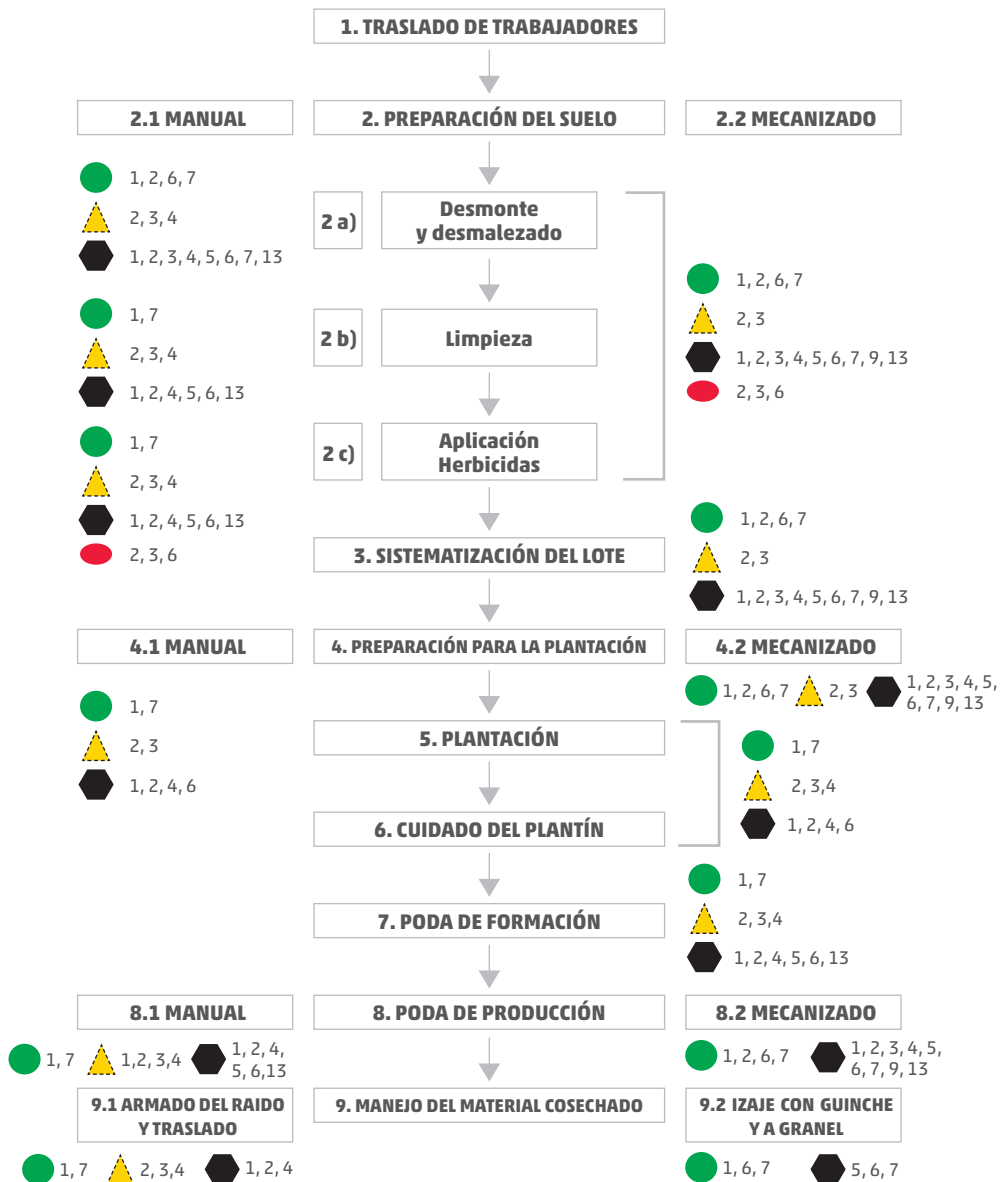 1. TRASLADO DE TRABAJADORES
2.1 MANUAL
2. PREPARACIÓN DEL SUELO
2.2 MECANIZADO
1, 2, 6, 7
2, 3, 4
1, 2, 3, 4, 5, 6, 7, 13
2 a)
Desmonte
y desmalezado
1, 7
2, 3, 4
1, 2, 4, 5, 6, 13
2 b)
Limpieza
1, 2, 6, 7
2, 3
1, 2, 3, 4, 5, 6, 7, 9, 13
2, 3, 6
1, 7
2, 3, 4
1, 2, 4, 5, 6, 13
2, 3, 6
2 c)
Aplicación
Herbicidas
3. SISTEMATIZACIÓN DEL LOTE
1, 2, 6, 7
2, 3
1, 2, 3, 4, 5, 6, 7, 9, 13
4.1 MANUAL
4. PREPARACIÓN PARA LA PLANTACIÓN
4.2 MECANIZADO
1, 7
2, 3
1, 2, 4, 6
1, 2, 6, 7
2, 3
1, 2, 3, 4, 5,
6, 7, 9, 13
5. PLANTACIÓN
1, 7
2, 3,4
1, 2, 4, 6
6. CUIDADO DEL PLANTÍN
7. PODA DE FORMACIÓN
1, 7
2, 3,4
1, 2, 4, 5, 6, 13
8.1 MANUAL
8. PODA DE PRODUCCIÓN
8.2 MECANIZADO
1, 7
1,2, 3,4
1, 2, 4,
5, 6,13
1, 2, 6, 7
1, 2, 3, 4, 5,
6, 7, 9, 13
9.1 ARMADO DEL RAIDO
Y TRASLADO
9. MANEJO DEL MATERIAL COSECHADO
9.2 IZAJE CON GUINCHE
Y A GRANEL
1, 7
2, 3,4
1, 2, 4
1, 6, 7
5, 6, 7